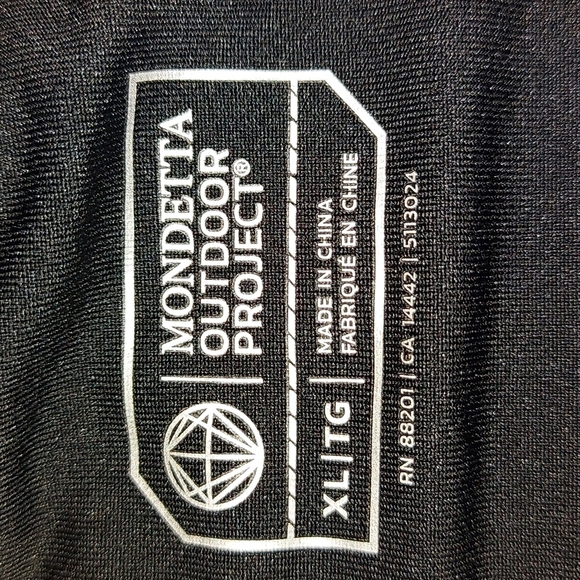 MONDETTA
OUTDOOR
PROJECT®
XL|TG
MADE IN CHINA
FABRIQUÉ EN CHINE
RN 88201 | CA 14442 | 5113024